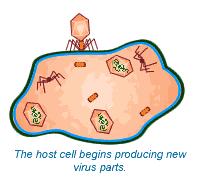 The host cell begins producing new
virus parts.